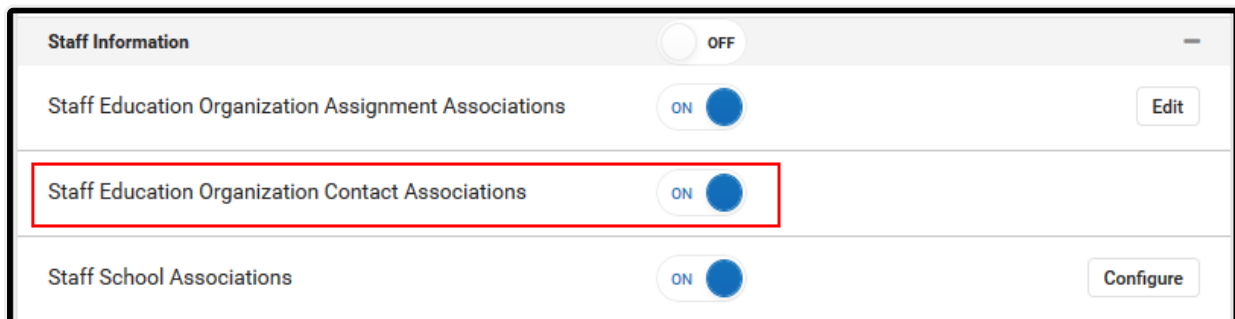 Staff Information OFF
Staff Education Organization Assignment Associations ON Edit
Staff Education Organization Contact Associations ON
Staff School Associations ON Configure